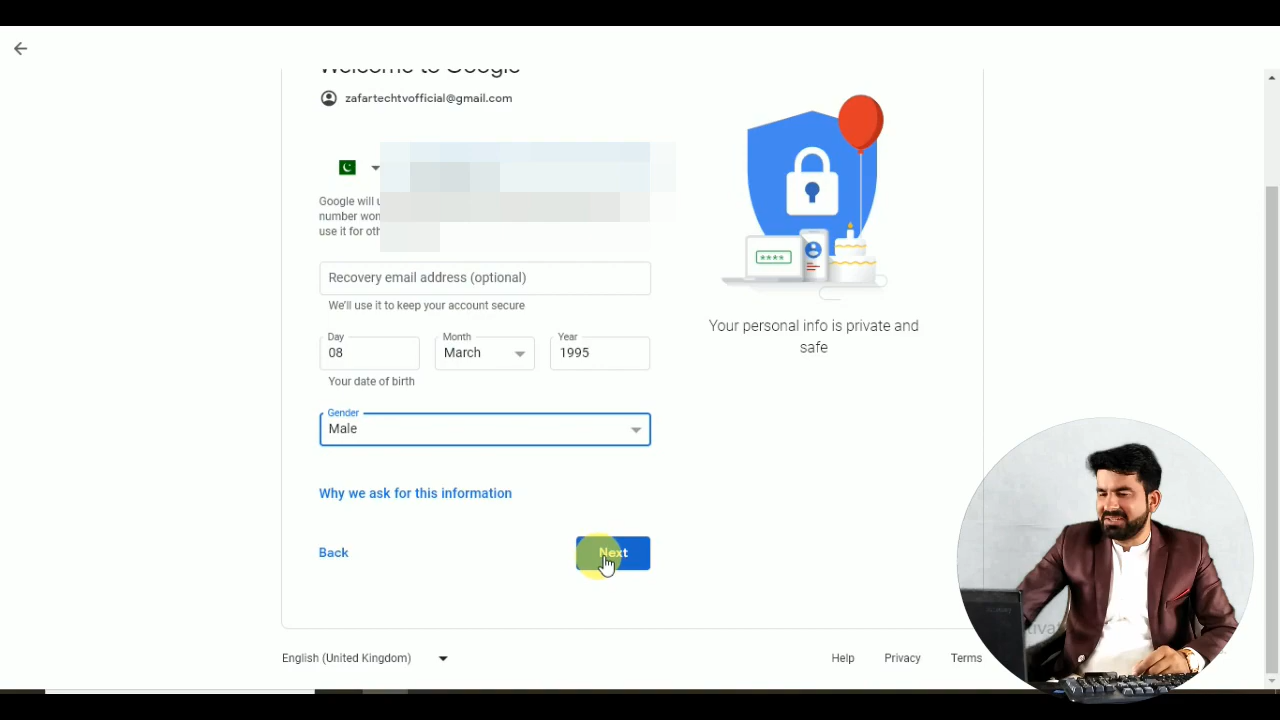 Welcome to Google
zafartechtvofficial@gmail.com
Google will
number
use it for
Recovery email address (optional)
We'll use it to keep your account secure
Day
Month
Year
08
March
1995
Your date of birth
Gender
Male
Why we ask for this information
Back
Next
****
Your personal info is private and
safe
English (United Kingdom)
Help
Privacy
Terms